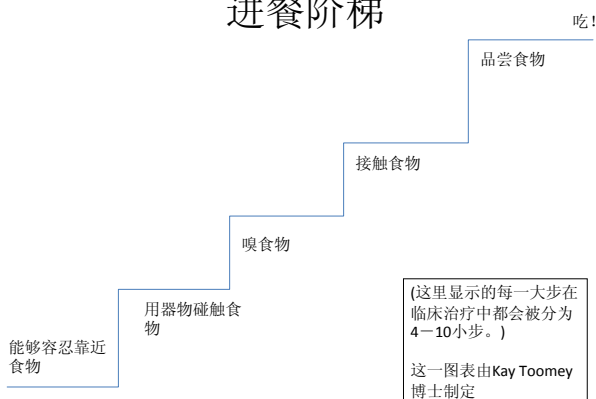 进餐阶梯
吃！
品尝食物
接触食物
嗅食物
用器物碰触食
物
能够容忍靠近
食物
(这里显示的每一大步在
临床治疗中都会被分为
4－10小步。)
这一图表由Kay Toomey
博士制定